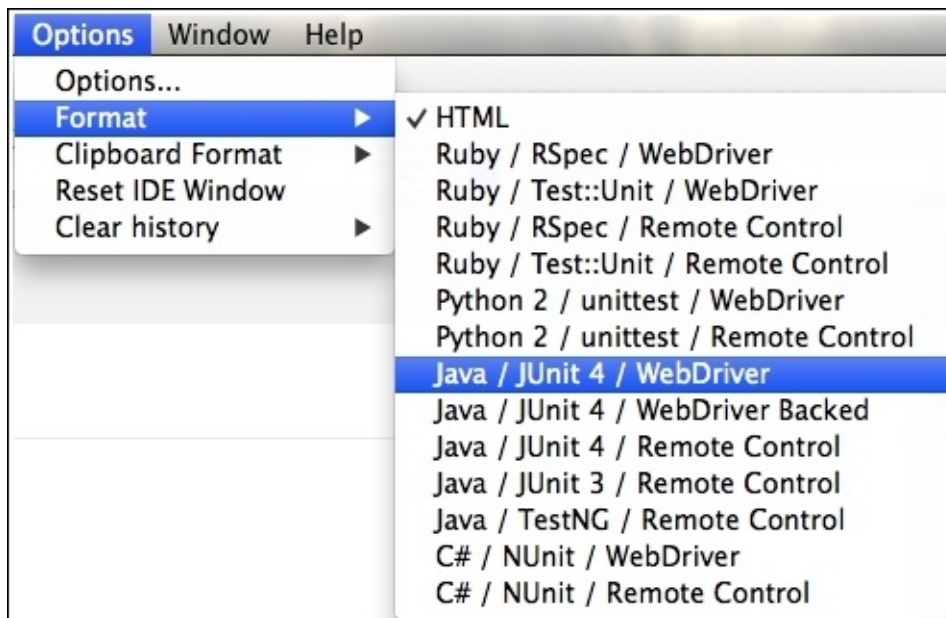 Options Window Help
Options...
Format
Clipboard Format
Reset IDE Window
Clear history
✓ HTML
Ruby / RSpec / WebDriver
Ruby / Test::Unit / WebDriver
Ruby / RSpec / Remote Control
Ruby / Test::Unit / Remote Control
Python 2 / unittest / WebDriver
Python 2 / unittest / Remote Control
Java / JUnit 4 / WebDriver
Java / JUnit 4 / WebDriver Backed
Java / JUnit 4 / Remote Control
Java / JUnit 3 / Remote Control
Java / TestNG / Remote Control
C# / NUnit / WebDriver
C# / NUnit / Remote Control